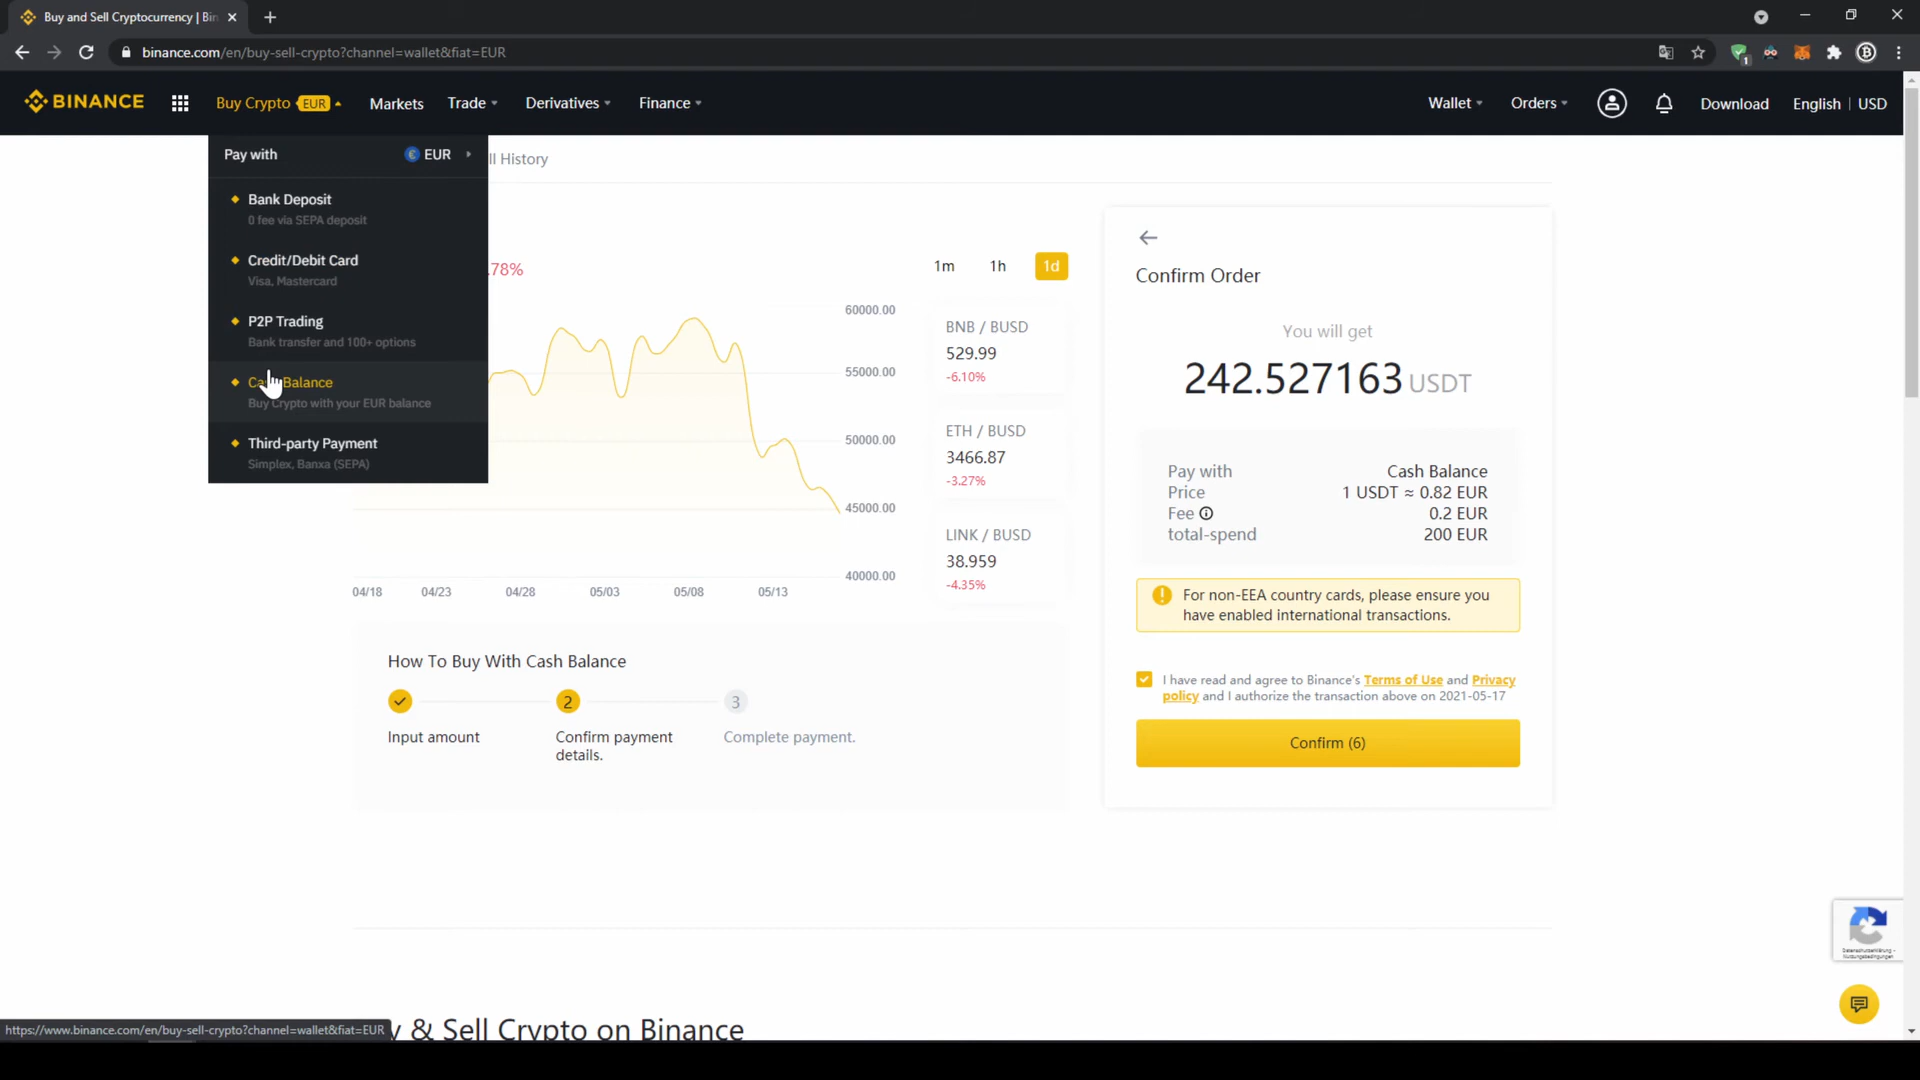 Buy and Sell Cryptocurrency | Bin
binance.com/en/buy-sell-crypto?channel=wallet&fiat=EUR
1
BINANCE
Buy Crypto EUR
Markets
Trade
Derivatives
Finance
Wallet
Orders
Download
English | USD
Pay with
EUR
ll History
Bank Deposit
0 fee via SEPA deposit
Credit/Debit Card
Visa, Mastercard
P2P Trading
Bank transfer and 100+ options
Balance
Buy Crypto with your EUR balance
Third-party Payment
Simplex, Banxa (SEPA)
.78%
1m
1h
1d
60000.00
55000.00
50000.00
45000.00
40000.00
04/18
04/23
04/28
05/03
05/08
05/13
BNB / BUSD
529.99
-6.10%
ETH / BUSD
3466.87
-3.27%
LINK / BUSD
38.959
-4.35%
How To Buy With Cash Balance
2
3
Input amount
Confirm payment
details.
Complete payment.
Confirm Order
You will get
242.527163 USDT
Pay with
Cash Balance
Price
1 USDT ≈ 0.82 EUR
Fee
0.2 EUR
total-spend
200 EUR
For non-EEA country cards, please ensure you
have enabled international transactions.
I have read and agree to Binance's Terms of Use and Privacy
policy and I authorize the transaction above on 2021-05-17
Confirm (6)
Datenschutzerklärung -
Nutzungsbedingungen
https://www.binance.com/en/buy-sell-crypto?channel=wallet&fiat=EUR
y & Sell Crypto on Binance